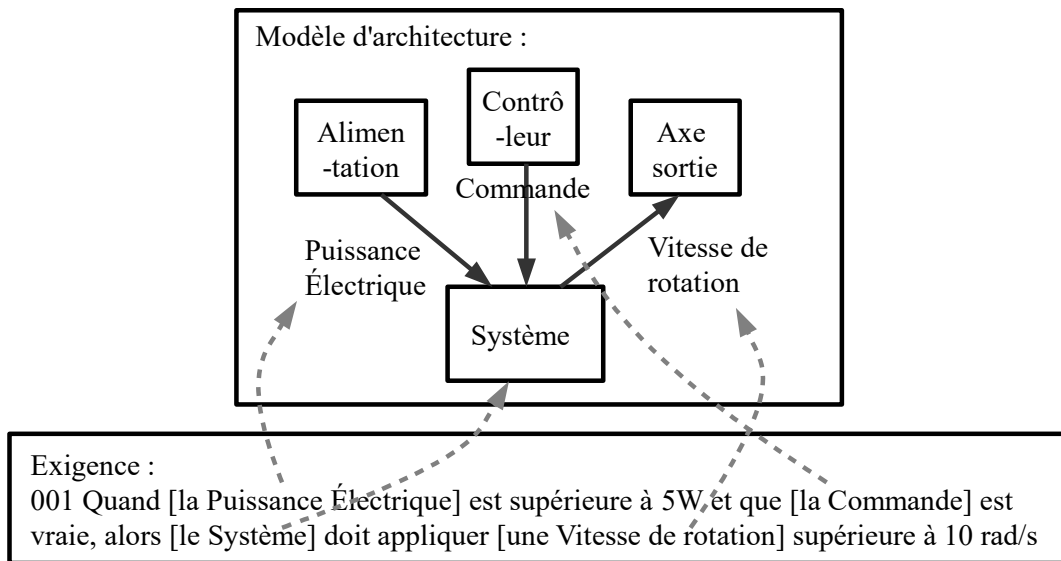 Modèle d'architecture :
Alimen
-tation
Contrô
-leur
Axe
sortie
Commande
Puissance
Électrique
Vitesse de
rotation
Système
Exigence :
001 Quand [la Puissance Électrique] est supérieure à 5W et que [la Commande] est
vraie, alors [le Système] doit appliquer [une Vitesse de rotation] supérieure à 10 rad/s